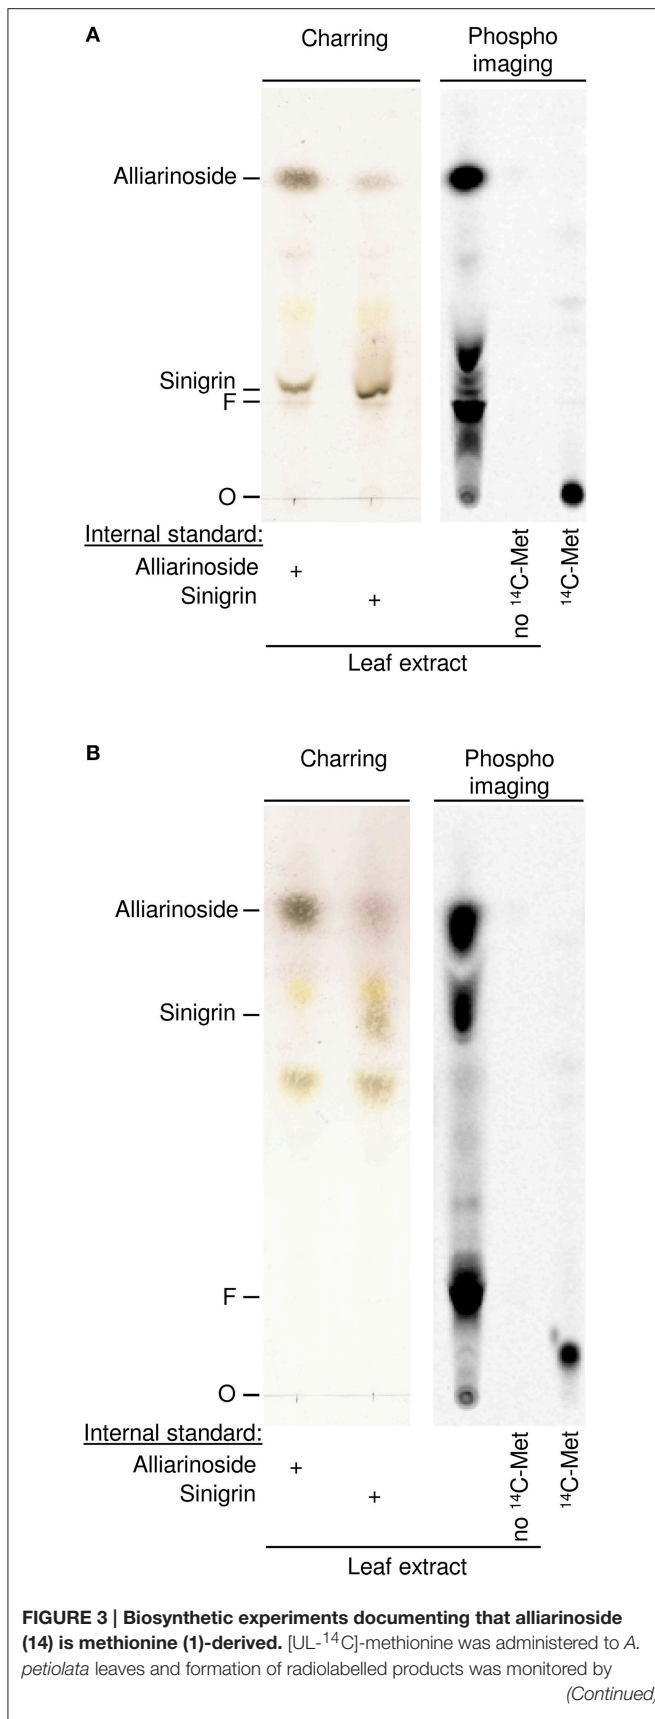 A
Charring
Phospho
imaging
Alliarinoside
Sinigrin
F
O
Internal standard:
Alliarinoside +
Sinigrin +
no ¹⁴C-Met
¹⁴C-Met
Leaf extract
B
Charring
Phospho
imaging
Alliarinoside
Sinigrin
F
O
Internal standard:
Alliarinoside +
Sinigrin +
no ¹⁴C-Met
¹⁴C-Met
Leaf extract
FIGURE 3 | Biosynthetic experiments documenting that alliarinoside
(14) is methionine (1)-derived. [UL-¹⁴C]-methionine was administered to A.
petiolata leaves and formation of radiolabelled products was monitored by
(Continued)